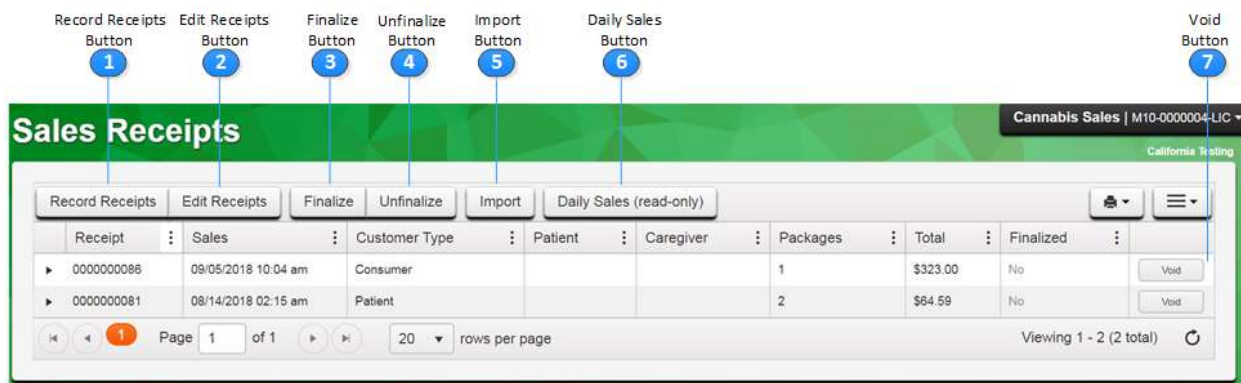 Record Receipts Edit Receipts Finalize Unfinalize Import Daily Sales Void
Button Button Button Button Button Button Button
1 2 3 4 5 6 7
Sales Receipts
Cannabis Sales | M10-0000004-LIC
California Testing
Record Receipts Edit Receipts Finalize Unfinalize Import Daily Sales (read-only)
Receipt Sales Customer Type Patient Caregiver Packages Total Finalized
0000000086 09/05/2018 10:04 am Consumer 1 $323.00 No Void
0000000081 08/14/2018 02:15 am Patient 2 $64.59 No Void
1 Page 1 of 1 20 rows per page Viewing 1 - 2 (2 total)